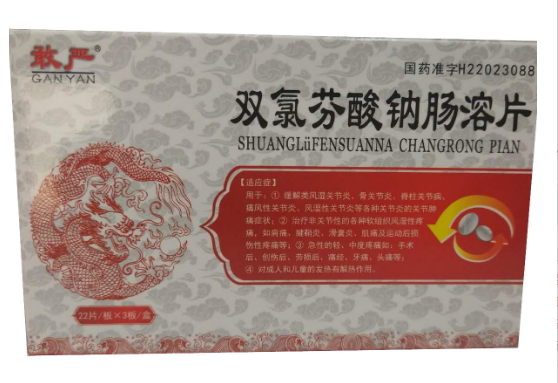 敢严®
GANYAN
国药准字H22023088
双氯芬酸钠肠溶片
SHUANGLüFENSUANNA CHANGRONG PIAN
【适应症】
用于：① 缓解类风湿关节炎、骨关节炎、脊柱关节病、
痛风性关节炎、风湿性关节炎等各种关节炎的关节肿
痛症状；② 治疗非关节性的各种软组织风湿性疼
痛，如肩痛、腱鞘炎、滑囊炎、肌痛及运动后损
伤性疼痛等；③ 急性的轻、中度疼痛如：手术
后、创伤后、劳损后、痛经、牙痛、头痛等；
④ 对成人和儿童的发热有解热作用。
22片/板×3板/盒